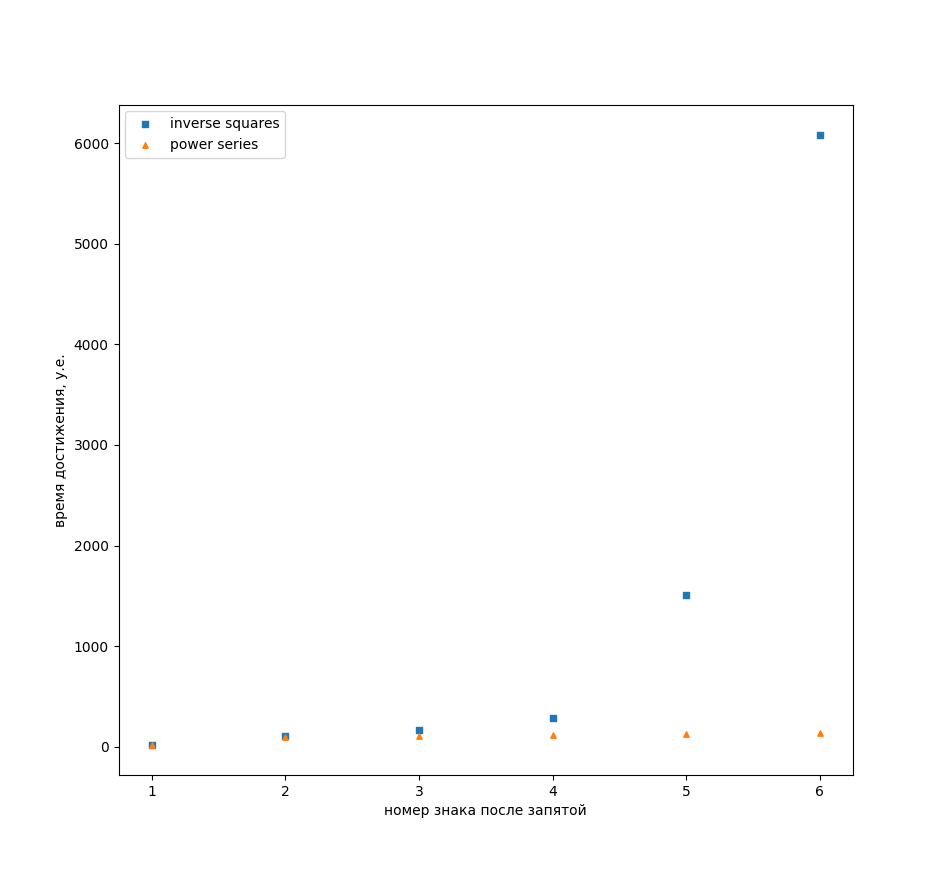 inverse squares
power series
6000
5000
4000
3000
2000
1000
0
время достижения, у.е.
1 2 3 4 5 6
номер знака после запятой